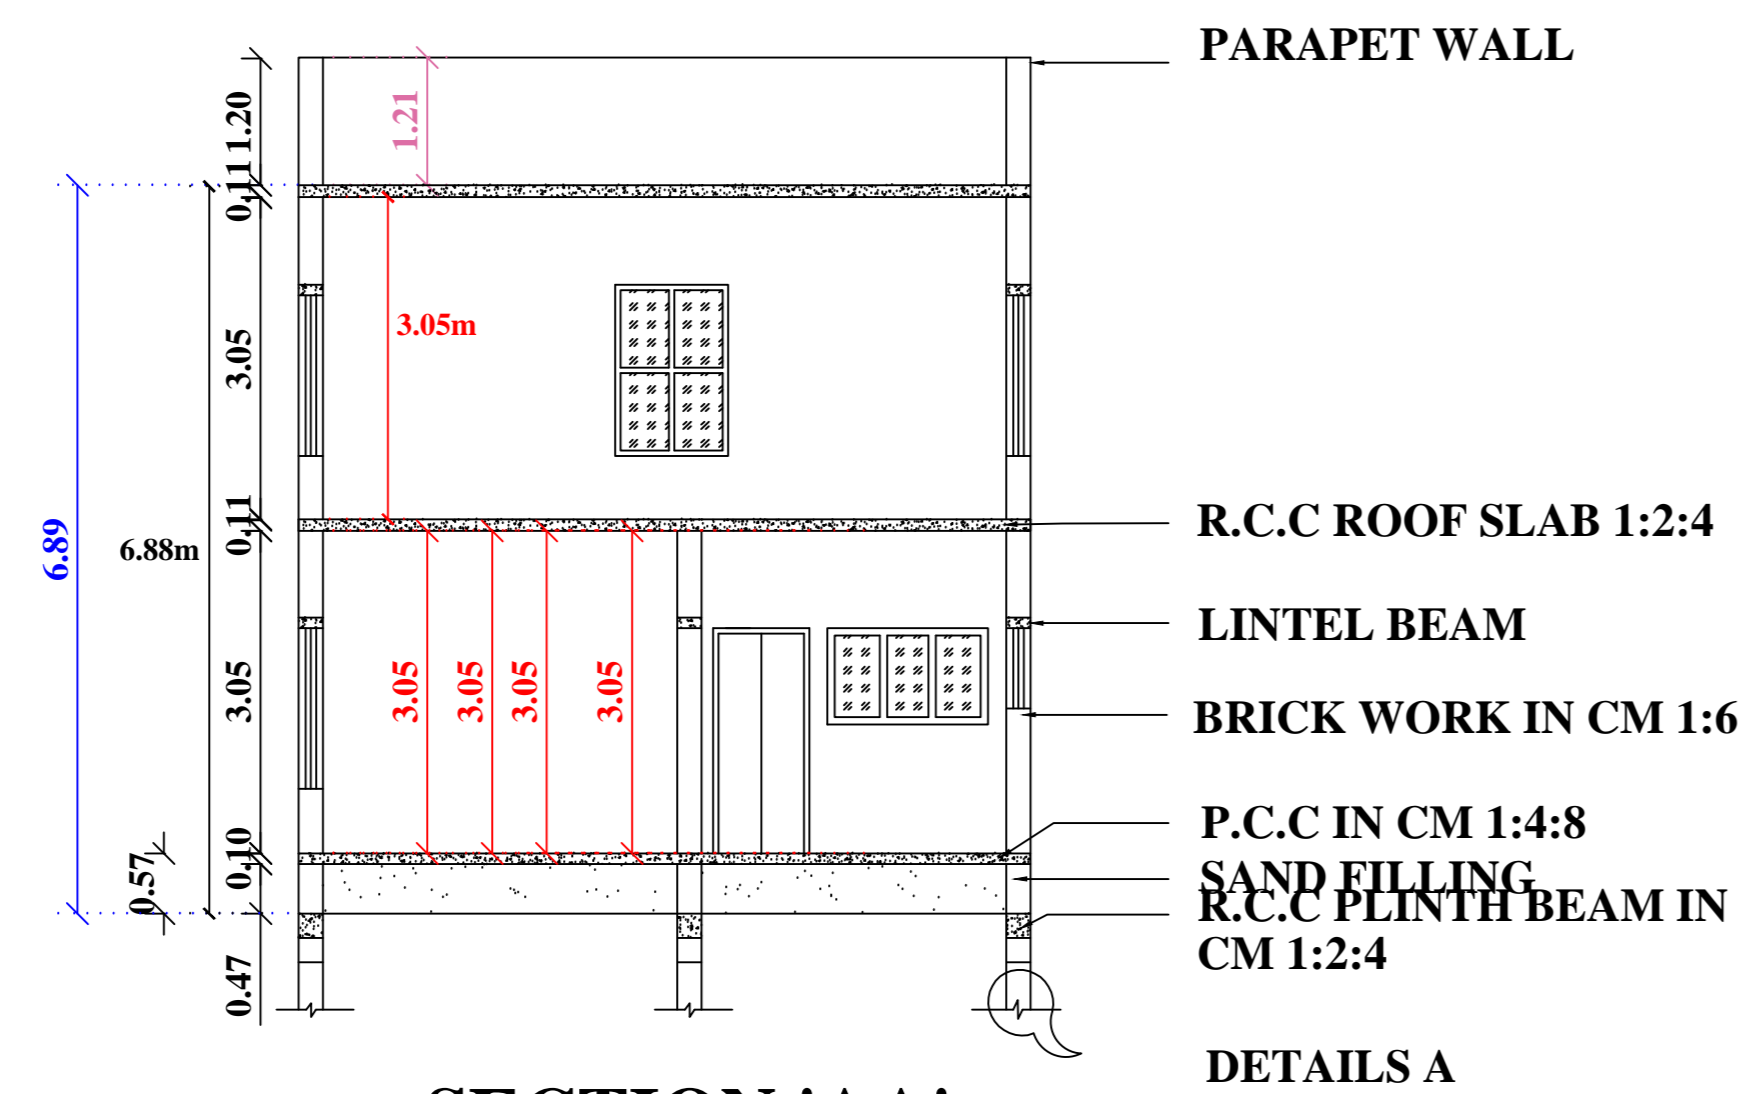 PARAPET WALL
1.20
1.21
0.11
3.05m
3.05
R.C.C ROOF SLAB 1:2:4
0.11
6.89
6.88m
LINTEL BEAM
3.05
3.05
3.05
3.05
3.05
BRICK WORK IN CM 1:6
P.C.C IN CM 1:4:8
0.10
0.57
SAND FILLING
R.C.C PLINTH BEAM IN
CM 1:2:4
0.47
DETAILS A
SECTION 'AA'